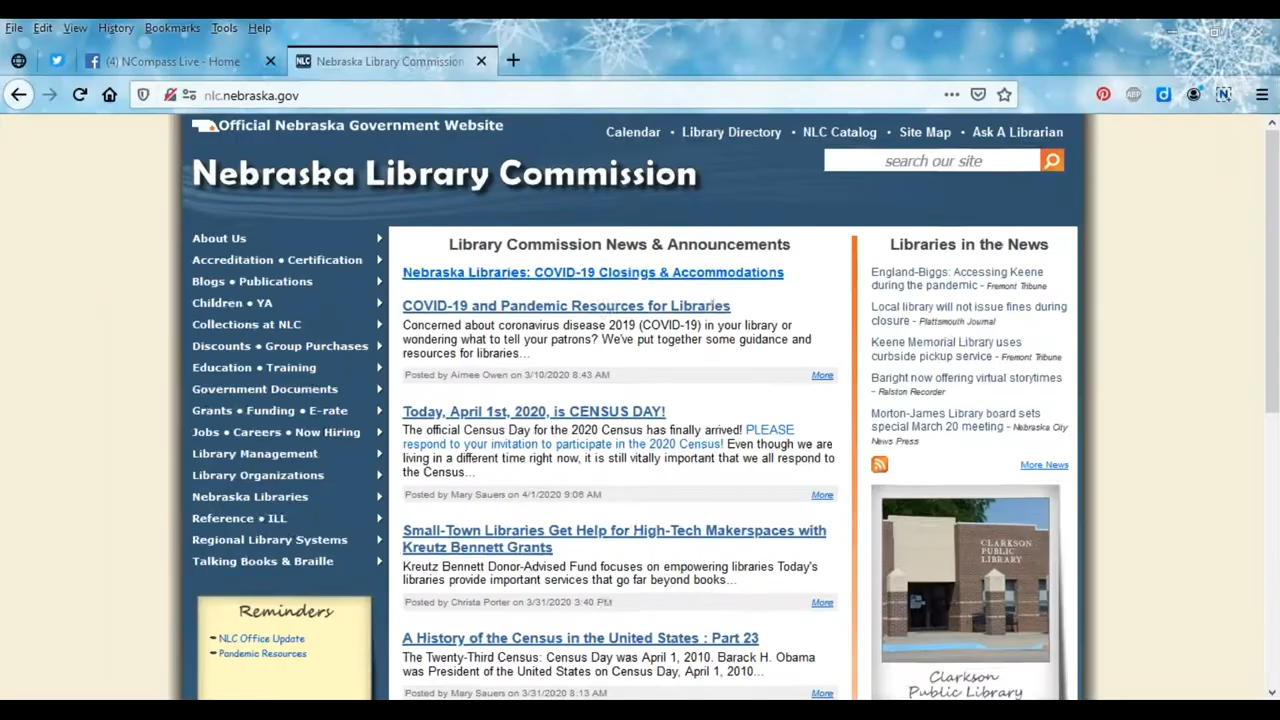 File Edit View History Bookmarks Tools Help
(4) NCompass Live - Home
Nebraska Library Commission
nlc.nebraska.gov
Official Nebraska Government Website
Calendar • Library Directory • NLC Catalog • Site Map • Ask A Librarian
Nebraska Library Commission
search our site
About Us
Accreditation • Certification
Blogs • Publications
Children • YA
Collections at NLC
Discounts • Group Purchases
Education • Training
Government Documents
Grants • Funding • E-rate
Jobs • Careers • Now Hiring
Library Management
Library Organizations
Nebraska Libraries
Reference • ILL
Regional Library Systems
Talking Books & Braille
Reminders
NLC Office Update
Pandemic Resources
Library Commission News & Announcements
Nebraska Libraries: COVID-19 Closings & Accommodations
COVID-19 and Pandemic Resources for Libraries
Concerned about coronavirus disease 2019 (COVID-19) in your library or
wondering what to tell your patrons? We've put together some guidance and
resources for libraries...
Posted by Aimee Owen on 3/10/2020 8:43 AM More
Today, April 1st, 2020, is CENSUS DAY!
The official Census Day for the 2020 Census has finally arrived! PLEASE
respond to your invitation to participate in the 2020 Census! Even though we are
living in a different time right now, it is still vitally important that we all respond to
the Census...
Posted by Mary Sauers on 4/1/2020 9:06 AM More
Small-Town Libraries Get Help for High-Tech Makerspaces with
Kreutz Bennett Grants
Kreutz Bennett Donor-Advised Fund focuses on empowering libraries Today's
libraries provide important services that go far beyond books...
Posted by Christa Porter on 3/31/2020 3:40 PM More
A History of the Census in the United States : Part 23
The Twenty-Third Census: Census Day was April 1, 2010. Barack H. Obama
was President of the United States on Census Day, April 1, 2010...
Posted by Mary Sauers on 3/31/2020 8:13 AM More
Libraries in the News
England-Biggs: Accessing Keene
during the pandemic - Fremont Tribune
Local library will not issue fines during
closure - Plattsmouth Journal
Keene Memorial Library uses
curbside pickup service - Fremont Tribune
Baright now offering virtual storytimes
- Ralston Recorder
Morton-James Library board sets
special March 20 meeting - Nebraska City
News Press
More News
CLARKSON
PUBLIC
LIBRARY
Clarkson
Public Library